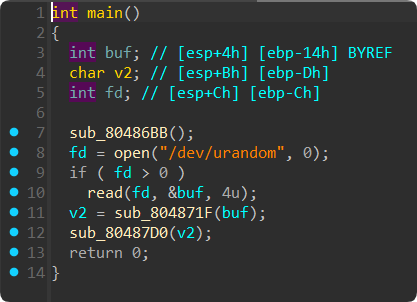 1 int main()
2 {
3   int buf; // [esp+4h] [ebp-14h] BYREF
4   char v2; // [esp+Bh] [ebp-Dh]
5   int fd; // [esp+Ch] [ebp-Ch]
6
7   sub_80486BB();
8   fd = open("/dev/urandom", 0);
9   if ( fd > 0 )
10     read(fd, &buf, 4u);
11   v2 = sub_804871F(buf);
12   sub_80487D0(v2);
13   return 0;
14 }